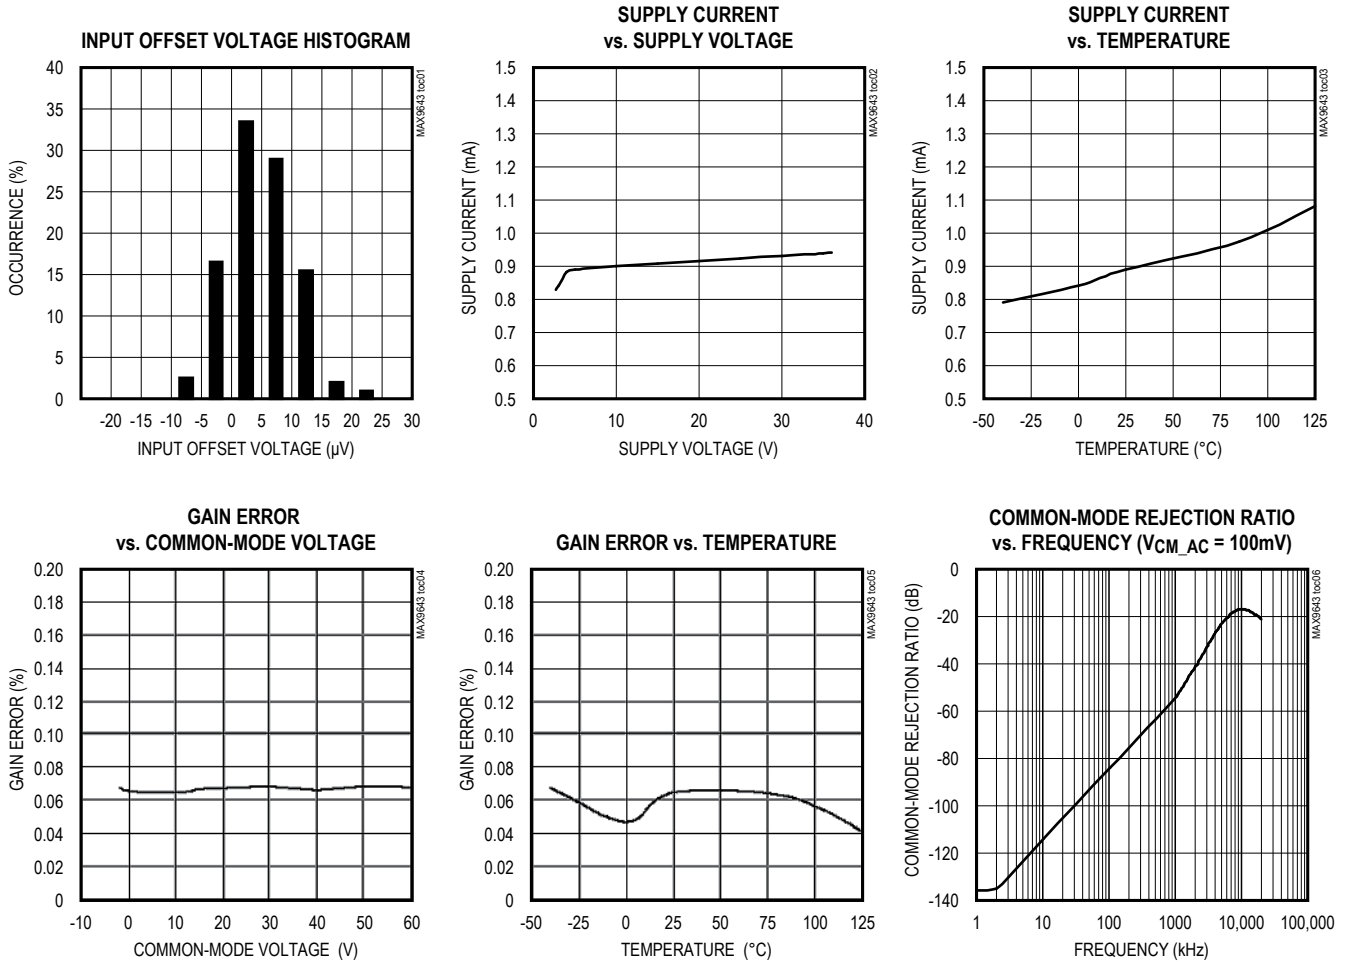 INPUT OFFSET VOLTAGE HISTOGRAM
MAX9643 toc01
OCCURRENCE (%)
40
35
30
25
20
15
10
5
0
-20 -15 -10 -5 0 5 10 15 20 25 30
INPUT OFFSET VOLTAGE (µV)
SUPPLY CURRENT
vs. SUPPLY VOLTAGE
MAX9643 toc02
SUPPLY CURRENT (mA)
1.5
1.4
1.3
1.2
1.1
1.0
0.9
0.8
0.7
0.6
0.5
0 10 20 30 40
SUPPLY VOLTAGE (V)
SUPPLY CURRENT
vs. TEMPERATURE
MAX9643 toc03
SUPPLY CURRENT (mA)
1.5
1.4
1.3
1.2
1.1
1.0
0.9
0.8
0.7
0.6
0.5
-50 -25 0 25 50 75 100 125
TEMPERATURE (°C)
GAIN ERROR
vs. COMMON-MODE VOLTAGE
MAX9643 toc04
GAIN ERROR (%)
0.20
0.18
0.16
0.14
0.12
0.10
0.08
0.06
0.04
0.02
0
-10 0 10 20 30 40 50 60
COMMON-MODE VOLTAGE (V)
GAIN ERROR vs. TEMPERATURE
MAX9643 toc05
GAIN ERROR (%)
0.20
0.18
0.16
0.14
0.12
0.10
0.08
0.06
0.04
0.02
0
-50 -25 0 25 50 75 100 125
TEMPERATURE (°C)
COMMON-MODE REJECTION RATIO
vs. FREQUENCY (VCM_AC = 100mV)
MAX9643 toc06
COMMON-MODE REJECTION RATIO (dB)
0
-20
-40
-60
-80
-100
-120
-140
1 10 100 1000 10,000 100,000
FREQUENCY (kHz)